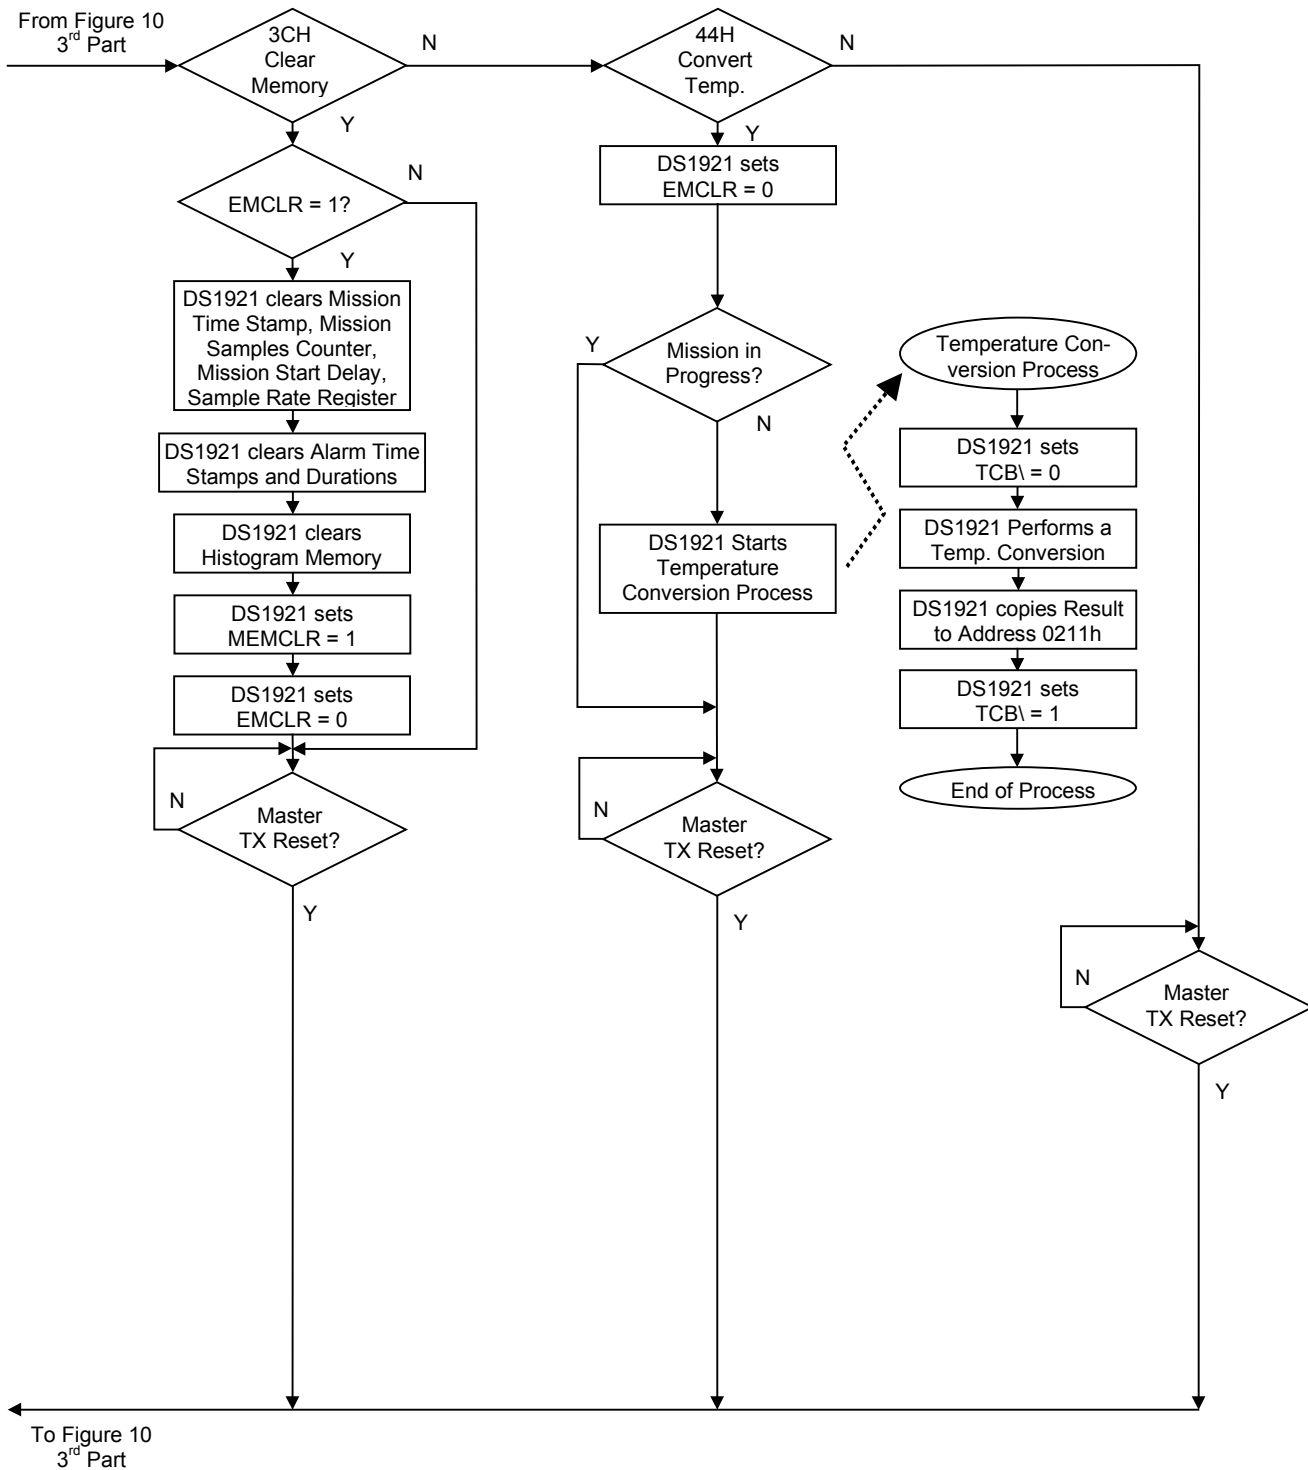 From Figure 10
3rd Part
3CH
Clear
Memory
N
Y
EMCLR = 1?
N
Y
DS1921 clears Mission
Time Stamp, Mission
Samples Counter,
Mission Start Delay,
Sample Rate Register
DS1921 clears Alarm Time
Stamps and Durations
DS1921 clears
Histogram Memory
DS1921 sets
MEMCLR = 1
DS1921 sets
EMCLR = 0
N
Master
TX Reset?
Y
44H
Convert
Temp.
N
Y
DS1921 sets
EMCLR = 0
Y
Mission in
Progress?
N
DS1921 Starts
Temperature
Conversion Process
N
Master
TX Reset?
Y
Temperature Con-
version Process
DS1921 sets
TCB\ = 0
DS1921 Performs a
Temp. Conversion
DS1921 copies Result
to Address 0211h
DS1921 sets
TCB\ = 1
End of Process
N
Master
TX Reset?
Y
To Figure 10
3rd Part